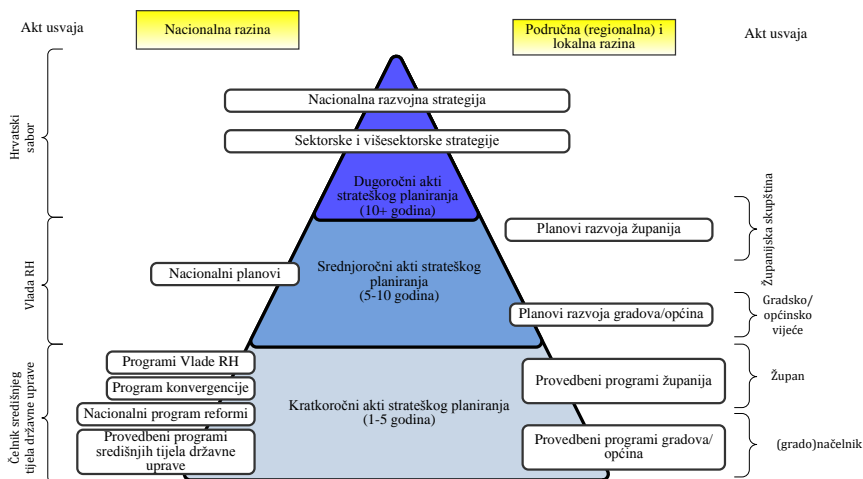 Akt usvaja
Nacionalna razina
Područna (regionalna) i
lokalna razina
Akt usvaja
Hrvatski
sabor
Nacionalna razvojna strategija
Sektorske i višesektorske strategije
Dugoročni akti
strateškog planiranja
(10+ godina)
Planovi razvoja županija
Županijska skupština
Vlada RH
Nacionalni planovi
Srednjoročni akti strateškog
planiranja
(5-10 godina)
Planovi razvoja gradova/općina
Gradsko/
općinsko
vijeće
Čelnik središnjeg
tijela državne uprave
Programi Vlade RH
Program konvergencije
Nacionalni program reformi
Provedbeni programi
središnjih tijela državne
uprave
Kratkoročni akti strateškog planiranja
(1-5 godina)
Provedbeni programi županija
Župan
Provedbeni programi gradova/
općina
(grado)načelnik